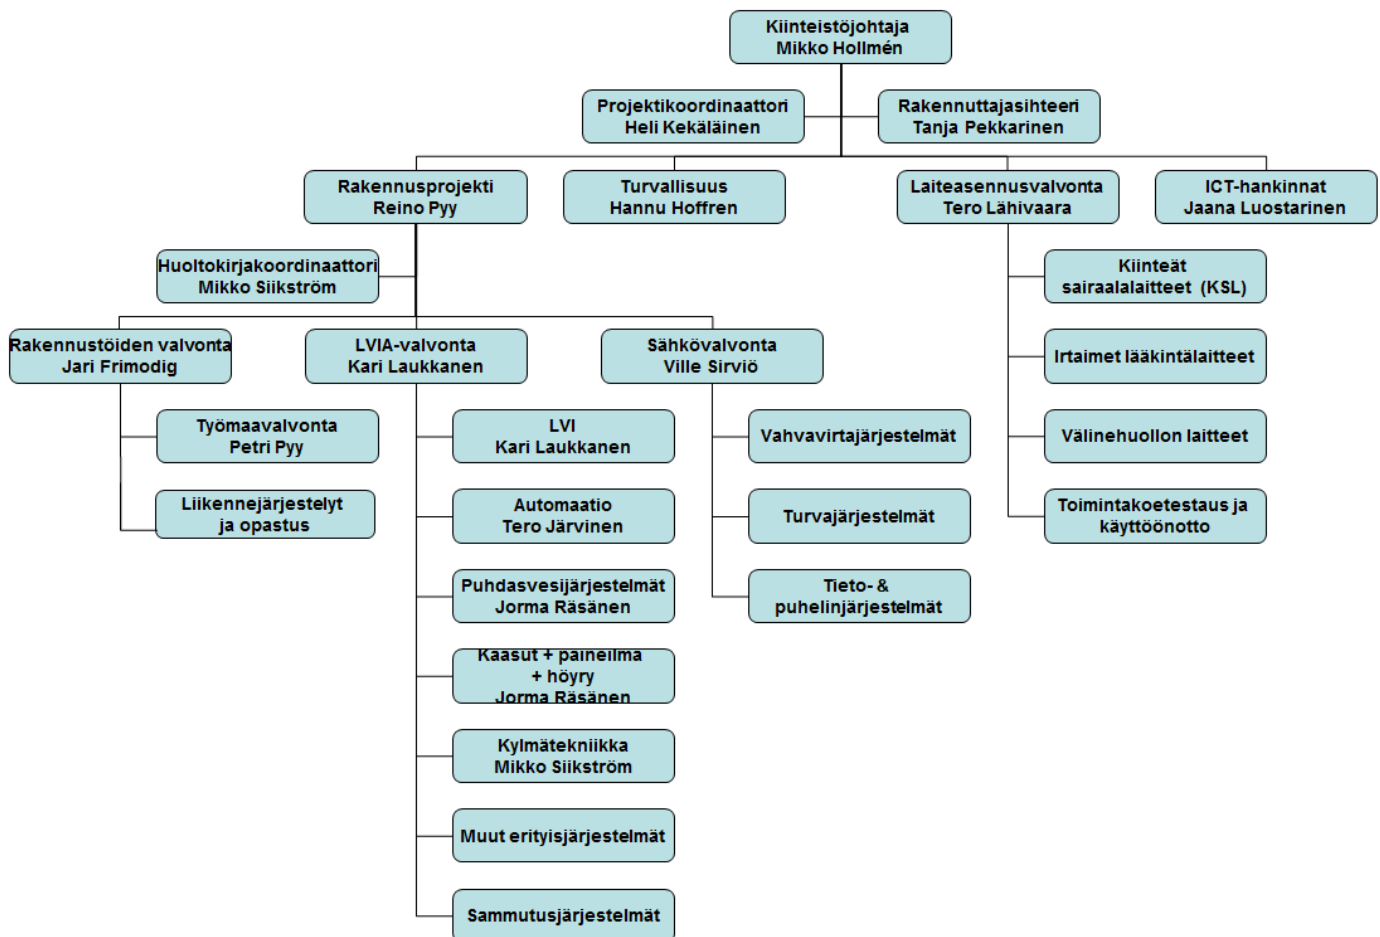 Kiinteistöjohtaja
Mikko Hollmén
Projektikoordinaattori
Heli Kekäläinen
Rakennuttajasihteeri
Tanja Pekkarinen
Rakennusprojekti
Reino Pyy
Turvallisuus
Hannu Hoffren
Laiteasennusvalvonta
Tero Lähivaara
ICT-hankinnat
Jaana Luostarinen
Huoltokirjakoordinaattori
Mikko Siikström
Kiinteät
sairaalalaitteet (KSL)
Rakennustöiden valvonta
Jari Frimodig
LVIA-valvonta
Kari Laukkanen
Sähkövalvonta
Ville Sirviö
Irtaimet lääkintälaitteet
Työmaavalvonta
Petri Pyy
LVI
Kari Laukkanen
Vahvavirtajärjestelmät
Välinehuollon laitteet
Liikennejärjestelyt
ja opastus
Automaatio
Tero Järvinen
Turvajärjestelmät
Toimintakoetestaus ja
käyttöönotto
Puhdasvesijärjestelmät
Jorma Räsänen
Tieto- &
puhelinjärjestelmät
Kaasut + paineilma
+ höyry
Jorma Räsänen
Kylmätekniikka
Mikko Siikström
Muut erityisjärjestelmät
Sammutusjärjestelmät